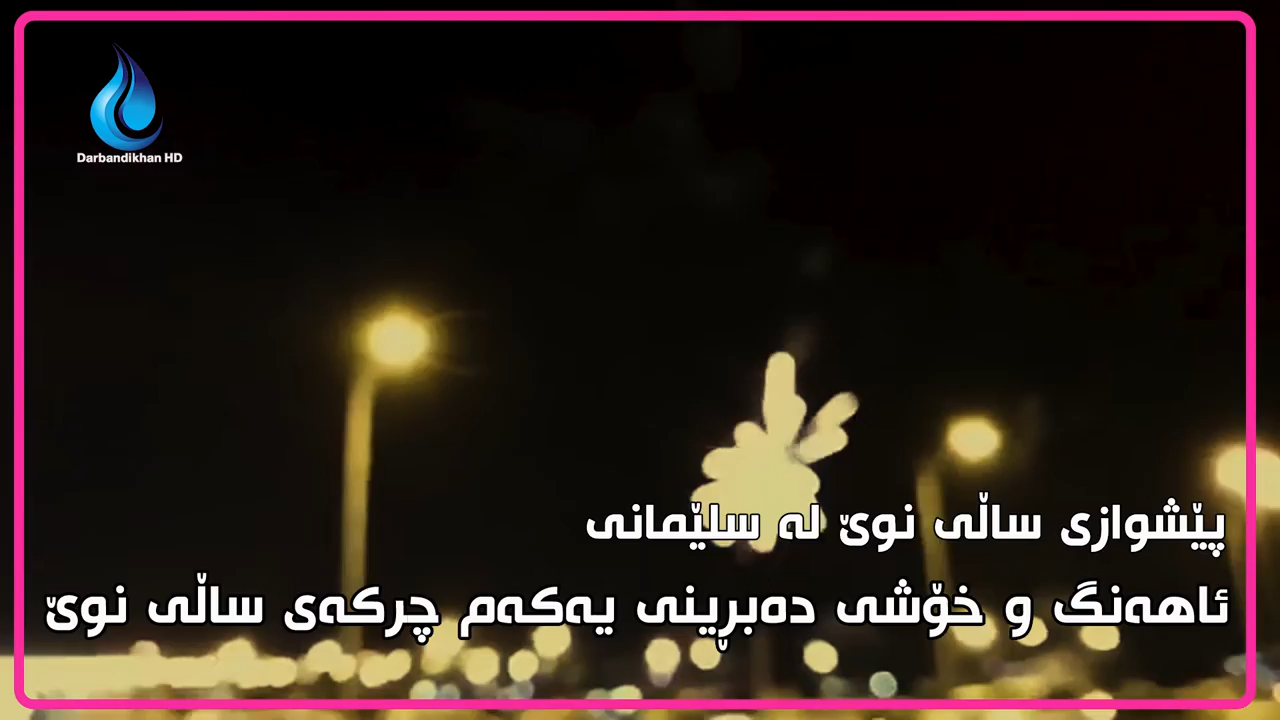 Darbandikhan HD
پێشوازی ساڵی نوێ لە سلێمانی
ئاهەنگ و خۆشی دەبڕینی یەکەم چرکەی ساڵی نوێ